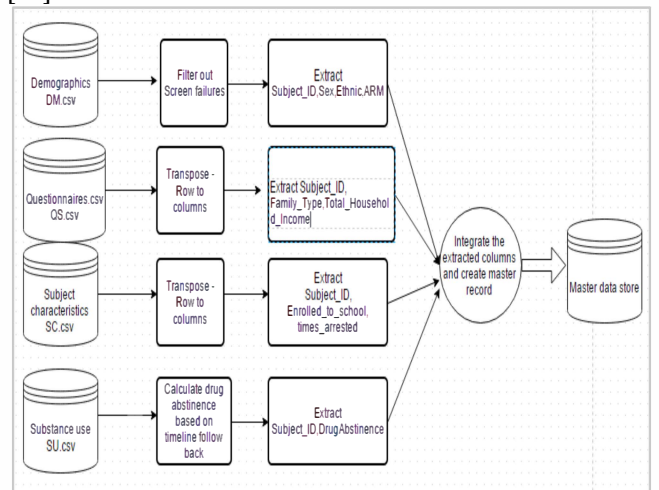 Demographics
DM.csv
Filter out
Screen failures
Extract
Subject_ID,Sex,Ethnic,ARM
Questionnaires.csv
QS.csv
Transpose -
Row to
columns
Extract Subject_ID,
Family_Type,Total_Househol
d_Income
Subject
characteristics
SC.csv
Transpose -
Row to
columns
Extract
Subject_ID,
Enrolled_to_school,
times_arrested
Substance use
SU.csv
Calculate drug
abstinence
based on
timeline follow
back
Extract
Subject_ID,DrugAbstinence
Integrate the
extracted columns
and create master
record
Master data store